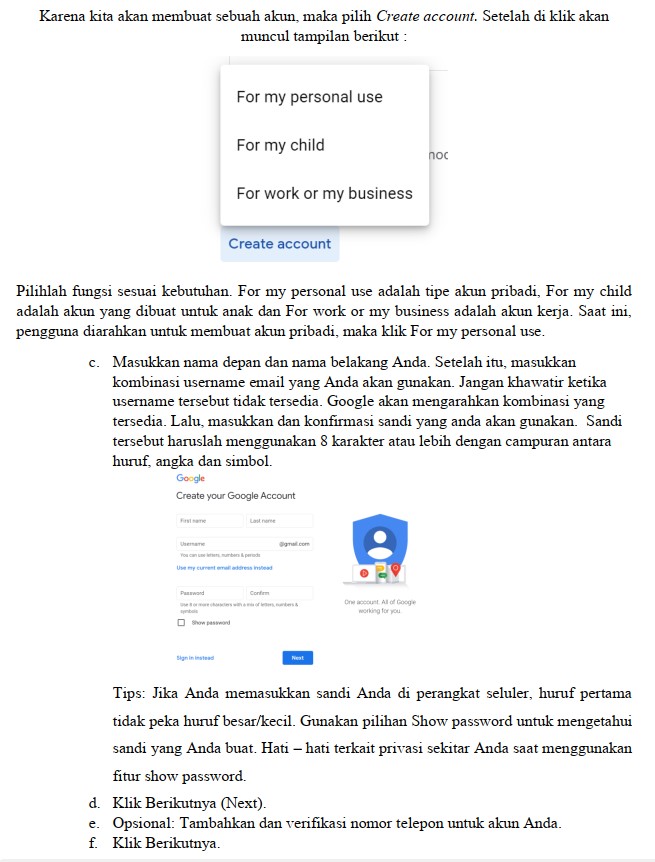 Karena kita akan membuat sebuah akun, maka pilih Create account. Setelah di klik akan
muncul tampilan berikut :
For my personal use
For my child
For work or my business
Create account
Pilihlah fungsi sesuai kebutuhan. For my personal use adalah tipe akun pribadi, For my child
adalah akun yang dibuat untuk anak dan For work or my business adalah akun kerja. Saat ini,
pengguna diarahkan untuk membuat akun pribadi, maka klik For my personal use.
c. Masukkan nama depan dan nama belakang Anda. Setelah itu, masukkan
kombinasi username email yang Anda akan gunakan. Jangan khawatir ketika
username tersebut tidak tersedia. Google akan mengarahkan kombinasi yang
tersedia. Lalu, masukkan dan konfirmasi sandi yang anda akan gunakan. Sandi
tersebut haruslah menggunakan 8 karakter atau lebih dengan campuran antara
huruf, angka dan simbol.
Google
Create your Google Account
First name Last name
Username @gmail.com
You can use letters, numbers & periods
Use my current email address instead
Password Confirm
Use 8 or more characters with a mix of letters, numbers &
symbols
Show password
Sign in instead Next
One account. All of Google
working for you.
Tips: Jika Anda memasukkan sandi Anda di perangkat seluler, huruf pertama
tidak peka huruf besar/kecil. Gunakan pilihan Show password untuk mengetahui
sandi yang Anda buat. Hati – hati terkait privasi sekitar Anda saat menggunakan
fitur show password.
d. Klik Berikutnya (Next).
e. Opsional: Tambahkan dan verifikasi nomor telepon untuk akun Anda.
f. Klik Berikutnya.